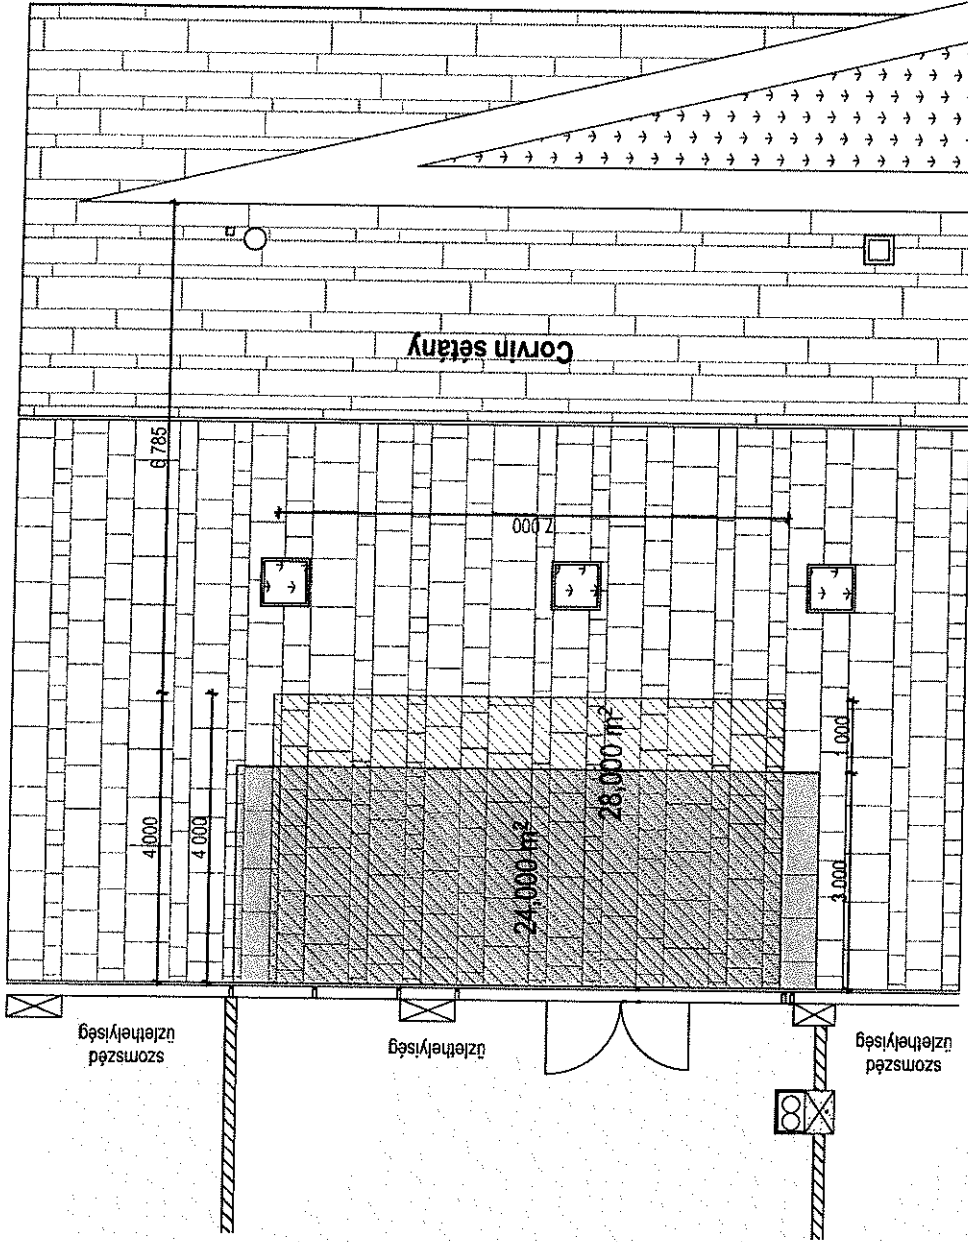 Corvin sétány
6 785
7 000
4 000
4 000
1 000
28,000 m²
24,000 m²
3 000
szomszéd
üzlethelyiség
üzlethelyiség
szomszéd
üzlethelyiség